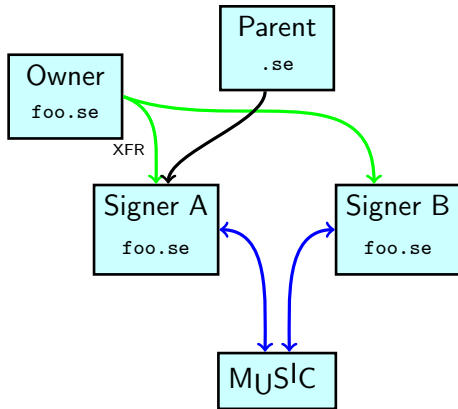 Parent
.se
Owner
foo.se
XFR
Signer A
foo.se
Signer B
foo.se
MUSIC